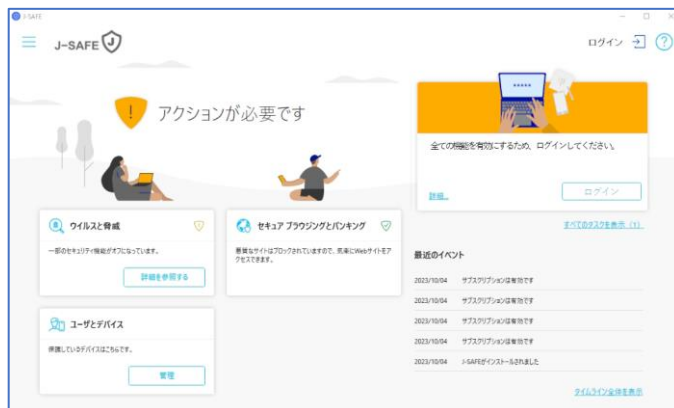 J-SAFE
J-SAFE
ログイン
アクションが必要です
全ての機能を有効にするため、ログインしてください。
詳細...
ログイン
すべてのタスクを表示 (1)
ウイルスと脅威
一部のセキュリティ機能がオフになっています。
詳細を参照する
セキュア ブラウジングとバンキング
悪質なサイトはブロックされていますので、気楽にWebサイトモア
クセスできます。
ユーザとデバイス
保護しているデバイスはこちらです。
管理
最近のイベント
2023/10/04 サブスクリプションは有効です
2023/10/04 サブスクリプションは有効です
2023/10/04 サブスクリプションは有効です
2023/10/04 サブスクリプションは有効です
2023/10/04 J-SAFEがインストールされました
タイムライン全体を表示